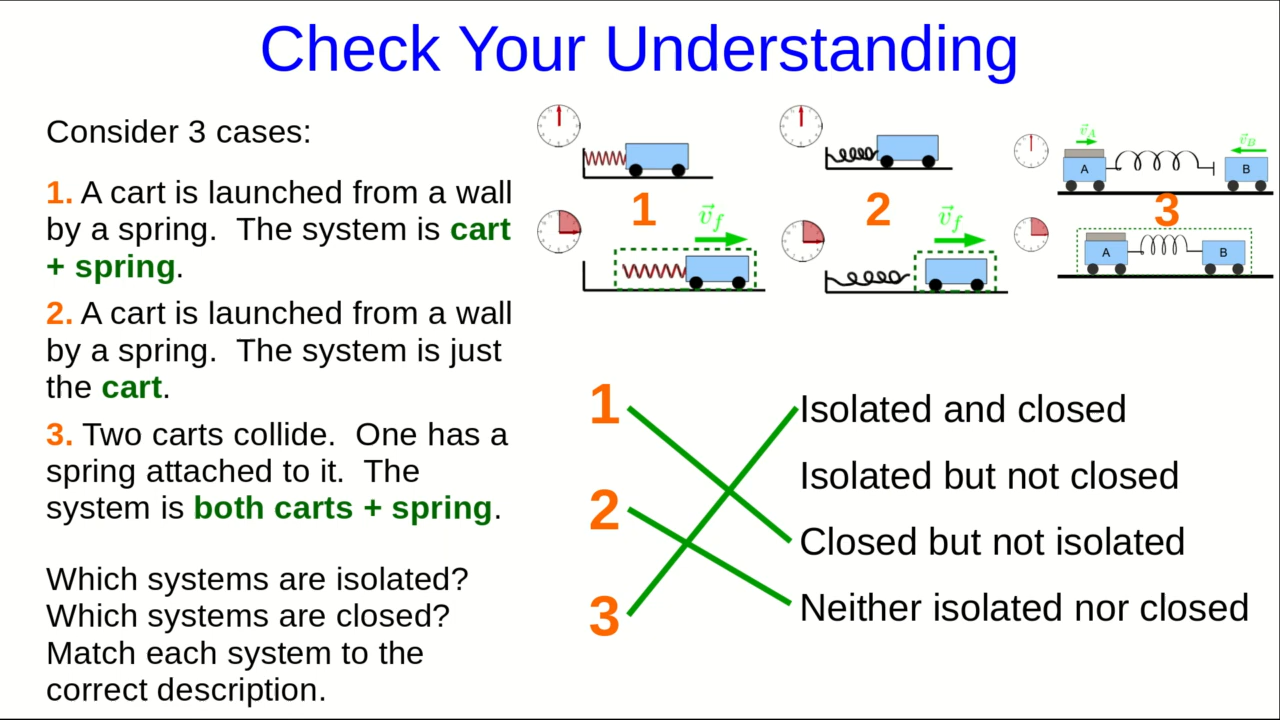 Check Your Understanding
Consider 3 cases:
1. A cart is launched from a wall
by a spring. The system is cart
+ spring.
2. A cart is launched from a wall
by a spring. The system is just
the cart.
3. Two carts collide. One has a
spring attached to it. The
system is both carts + spring.
Which systems are isolated?
Which systems are closed?
Match each system to the
correct description.
1
v⃗f
2
v⃗f
v⃗A
v⃗B
A
B
3
A
B
1
2
3
Isolated and closed
Isolated but not closed
Closed but not isolated
Neither isolated nor closed